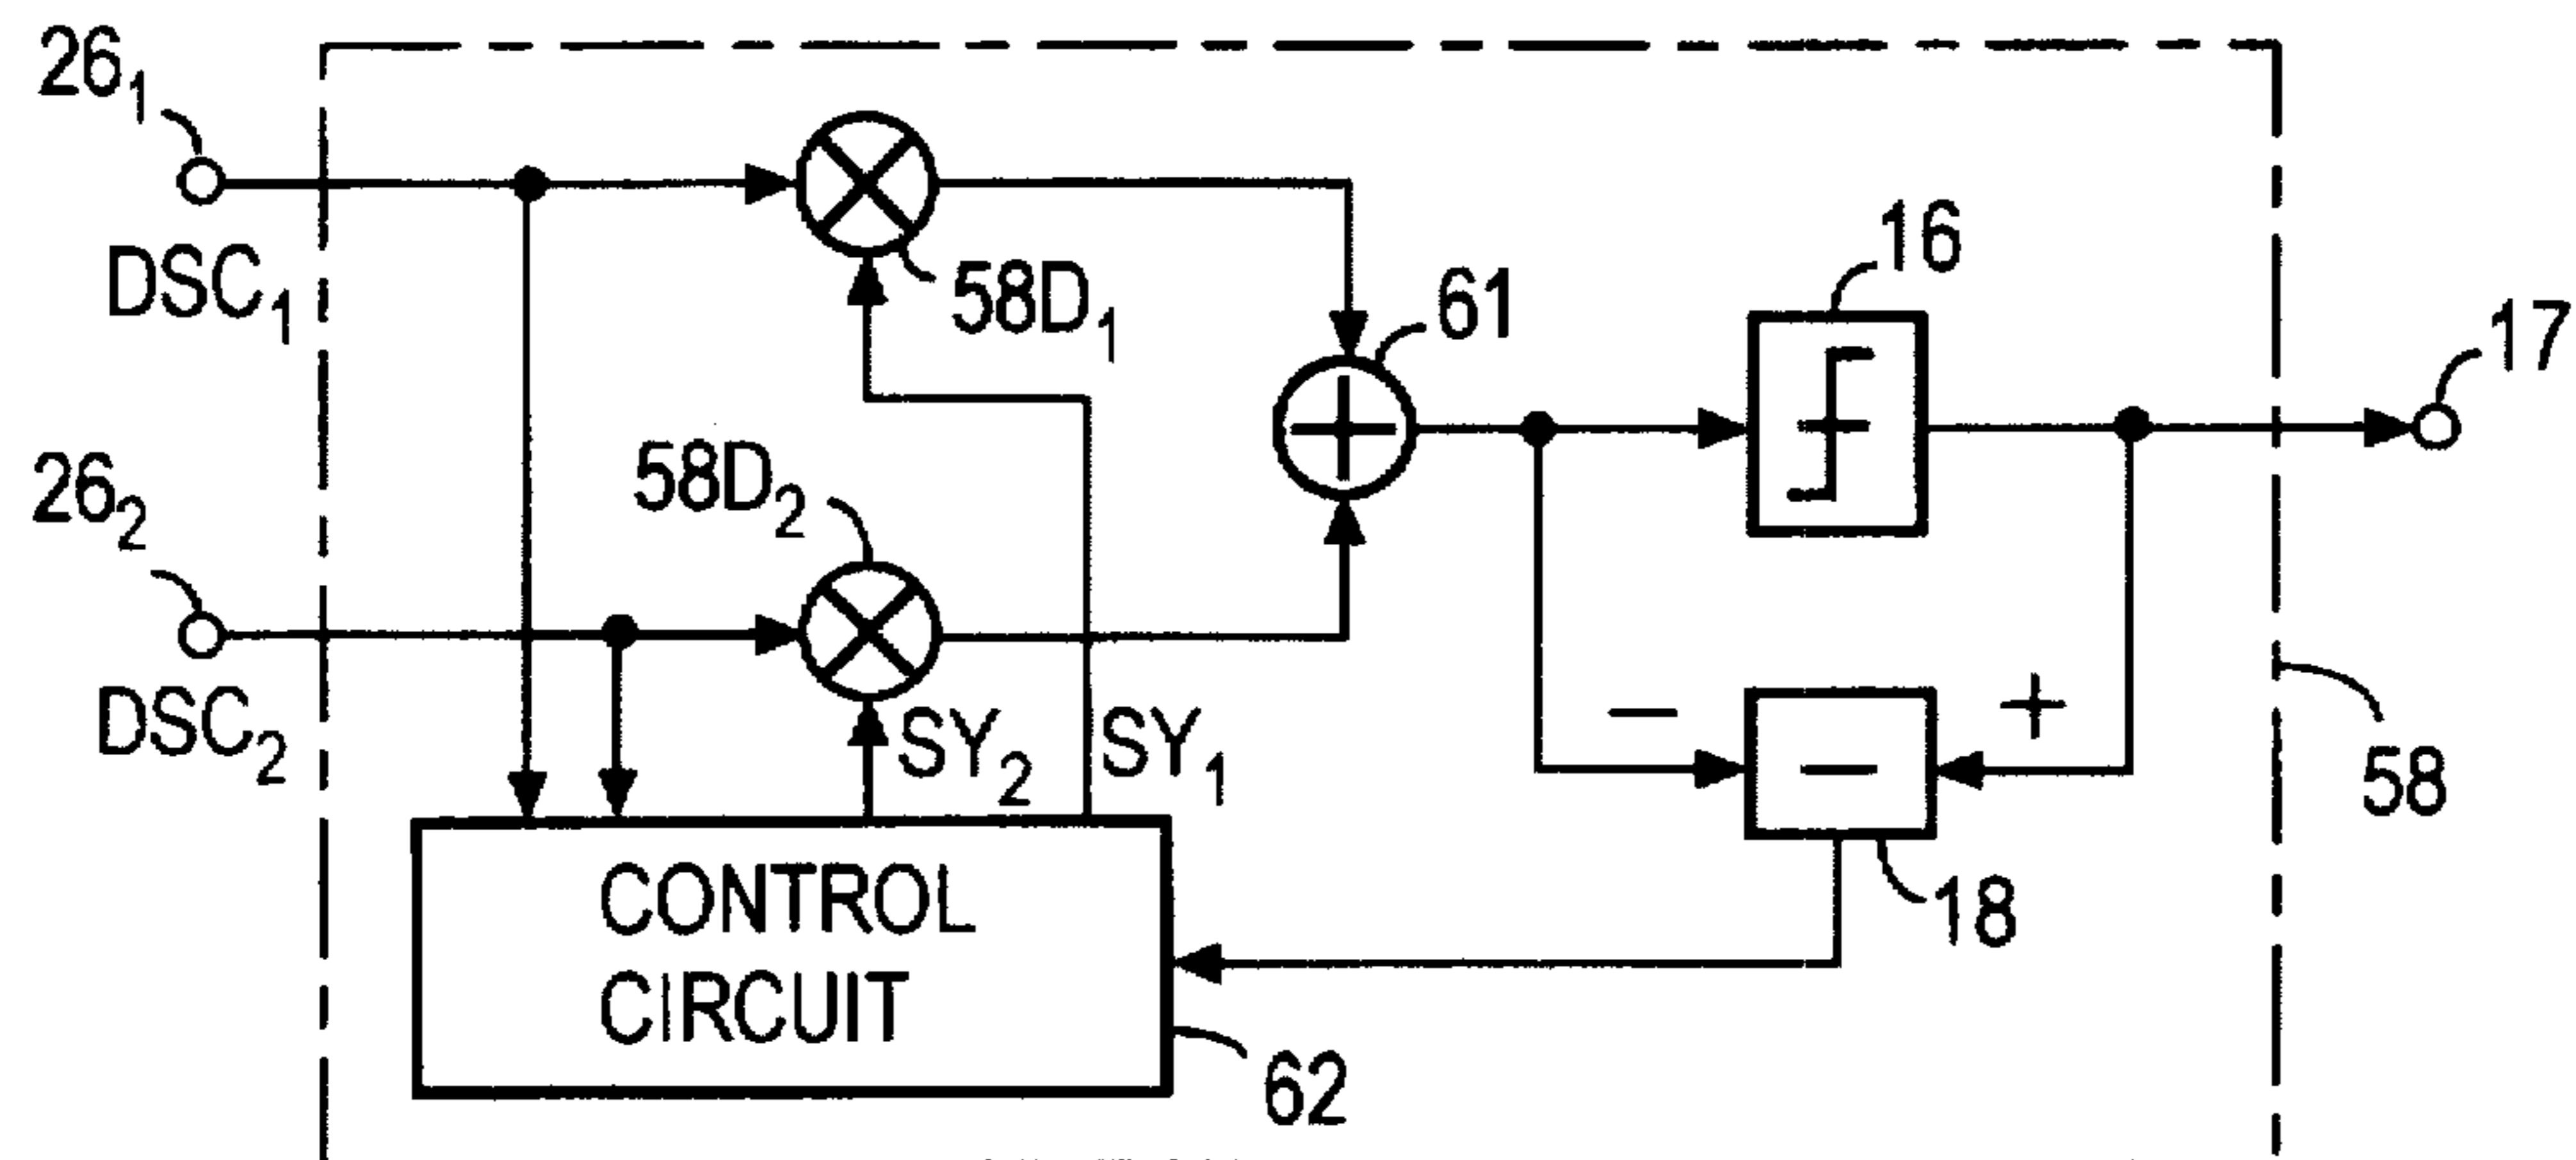 26₁
DSC₁
58D₁
16
61
17
58D₂
26₂
DSC₂
SY₂
SY₁
−
+
58
18
CONTROL
CIRCUIT
62